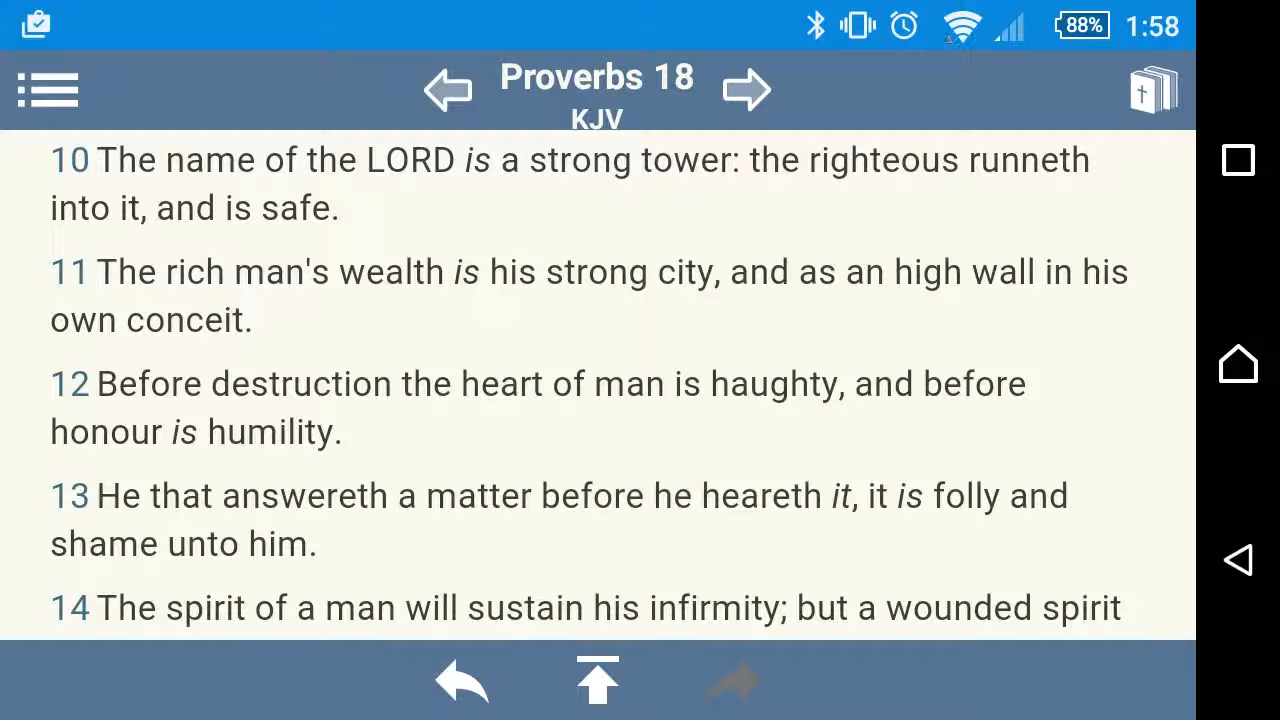 88% 1:58
Proverbs 18
KJV
10 The name of the LORD is a strong tower: the righteous runneth
into it, and is safe.
11 The rich man's wealth is his strong city, and as an high wall in his
own conceit.
12 Before destruction the heart of man is haughty, and before
honour is humility.
13 He that answereth a matter before he heareth it, it is folly and
shame unto him.
14 The spirit of a man will sustain his infirmity; but a wounded spirit